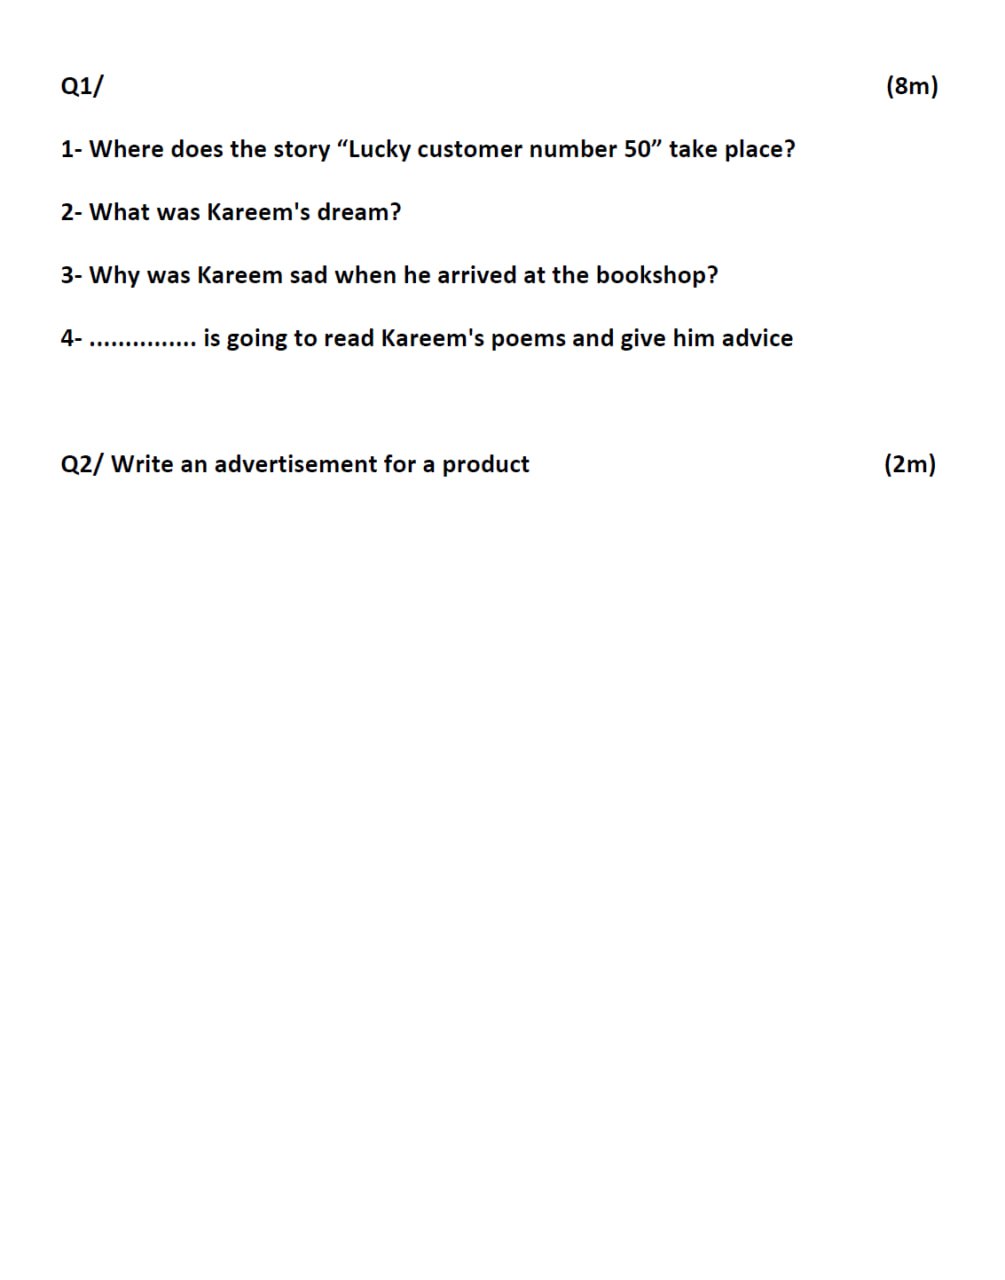 Q1/ (8m)
1- Where does the story “Lucky customer number 50” take place?
2- What was Kareem's dream?
3- Why was Kareem sad when he arrived at the bookshop?
4- ............... is going to read Kareem's poems and give him advice
Q2/ Write an advertisement for a product (2m)